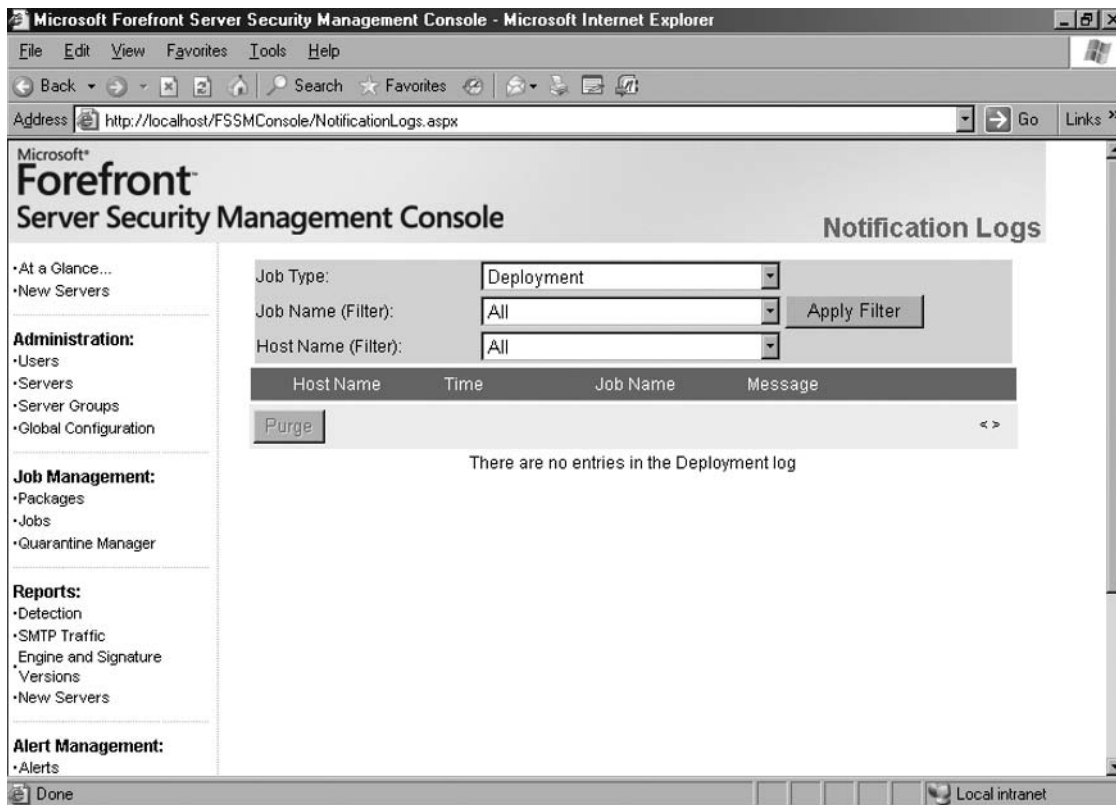 Microsoft Forefront Server Security Management Console - Microsoft Internet Explorer
File Edit View Favorites Tools Help
Back Search Favorites
Address http://localhost/FSSMConsole/NotificationLogs.aspx Go Links »
Microsoft®
Forefront™
Server Security Management Console
Notification Logs
·At a Glance...
·New Servers
Administration:
·Users
·Servers
·Server Groups
·Global Configuration
Job Management:
·Packages
·Jobs
·Quarantine Manager
Reports:
·Detection
·SMTP Traffic
·Engine and Signature
Versions
·New Servers
Alert Management:
·Alerts
Job Type: Deployment
Job Name (Filter): All Apply Filter
Host Name (Filter): All
Host Name Time Job Name Message
Purge < >
There are no entries in the Deployment log
Done Local intranet